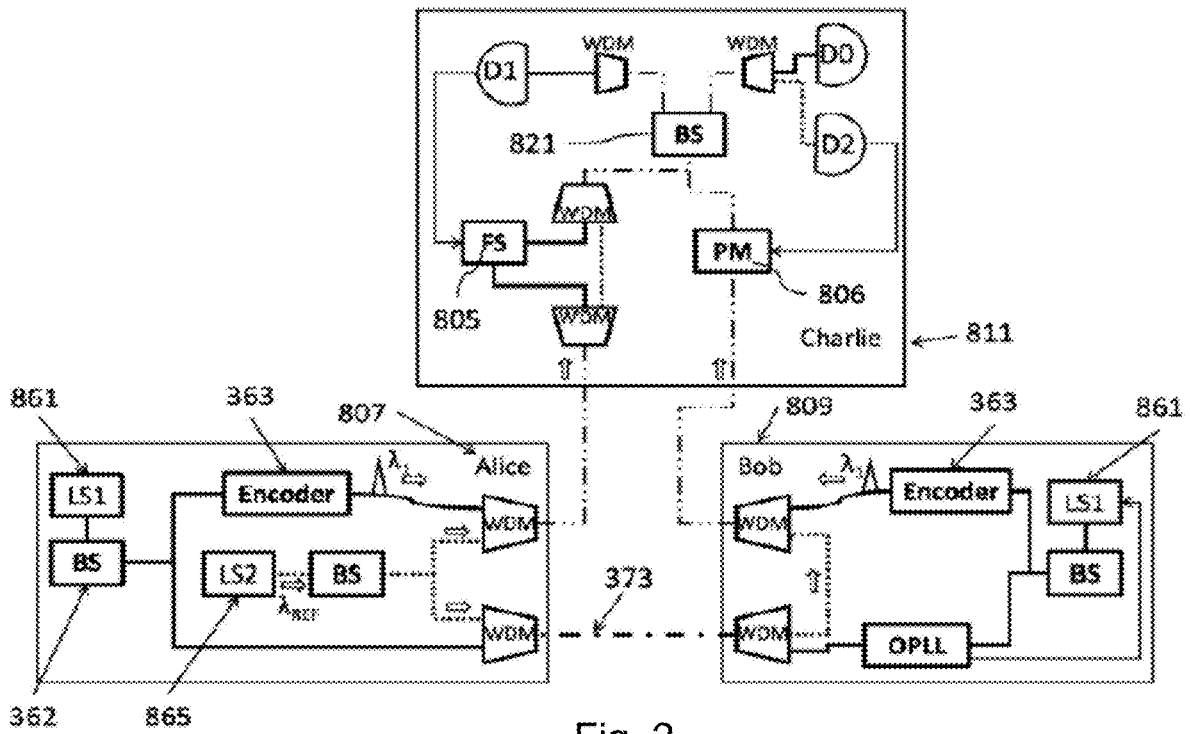 WDM
WDM
D1
D0
821
BS
D2
WDM
FS
PM
805
806
WDM
Charlie
811
861
363
807
809
363
861
λ₁
Alice
Bob
λ₁
LS1
Encoder
WDM
WDM
Encoder
LS1
BS
LS2
BS
373
BS
λREF
WDM
WDM
OPLL
362
865
Fig.